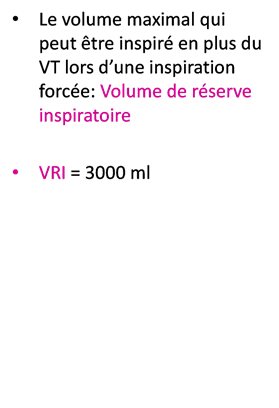 • Le volume maximal qui
peut être inspiré en plus du
VT lors d’une inspiration
forcée: Volume de réserve
inspiratoire
• VRI = 3000 ml